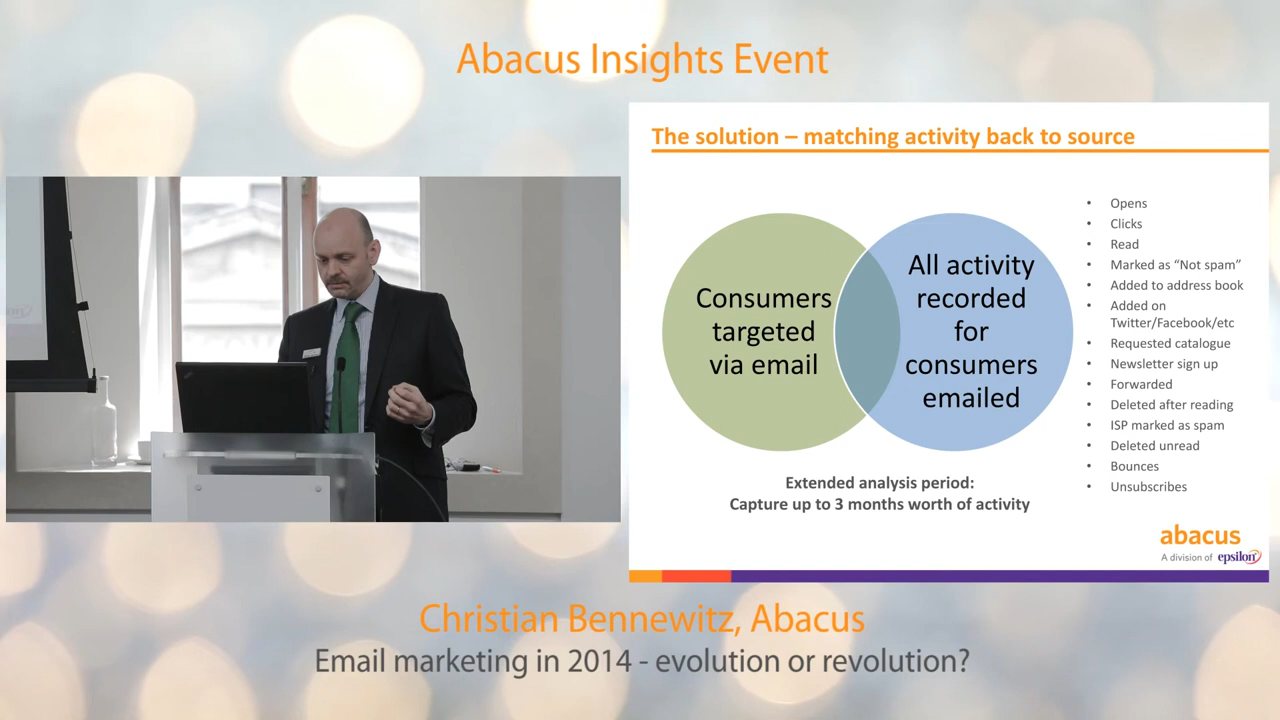 Abacus Insights Event
The solution – matching activity back to source
Consumers
targeted
via email
All activity
recorded
for
consumers
emailed
• Opens
• Clicks
• Read
• Marked as “Not spam”
• Added to address book
• Added on
Twitter/Facebook/etc
• Requested catalogue
• Newsletter sign up
• Forwarded
• Deleted after reading
• ISP marked as spam
• Deleted unread
• Bounces
• Unsubscribes
Extended analysis period:
Capture up to 3 months worth of activity
abacus
A division of epsilon
Christian Bennewitz, Abacus
Email marketing in 2014 - evolution or revolution?